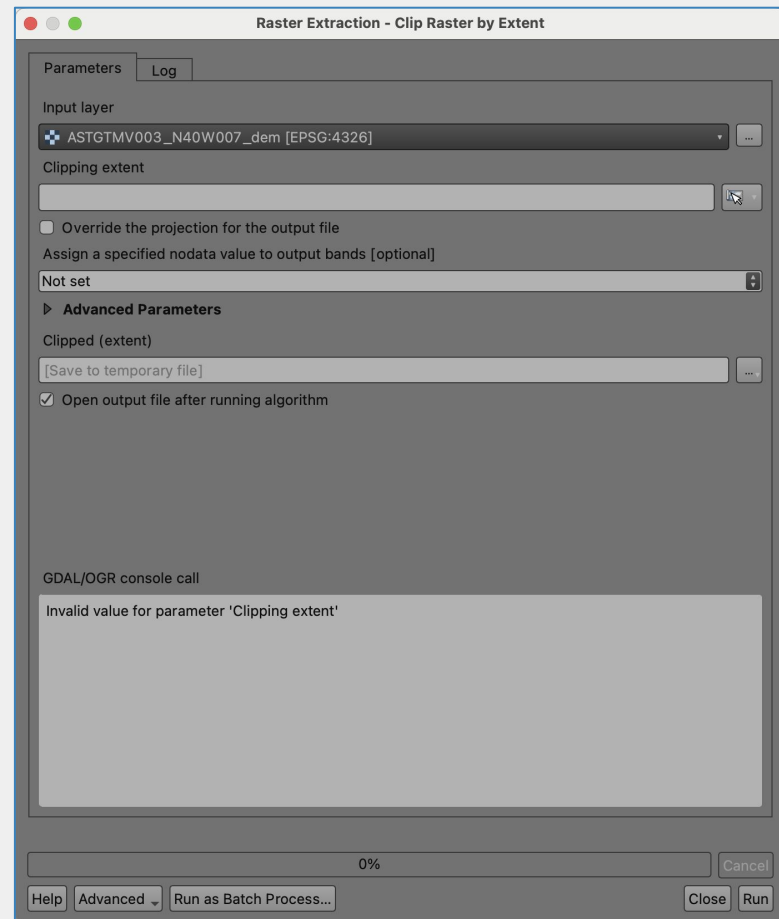 Raster Extraction - Clip Raster by Extent
Parameters
Log
Input layer
ASTGTMV003_N40W007_dem [EPSG:4326]
...
Clipping extent
Override the projection for the output file
Assign a specified nodata value to output bands [optional]
Not set
Advanced Parameters
Clipped (extent)
[Save to temporary file]
...
Open output file after running algorithm
GDAL/OGR console call
Invalid value for parameter 'Clipping extent'
0%
Cancel
Help
Advanced
Run as Batch Process...
Close
Run